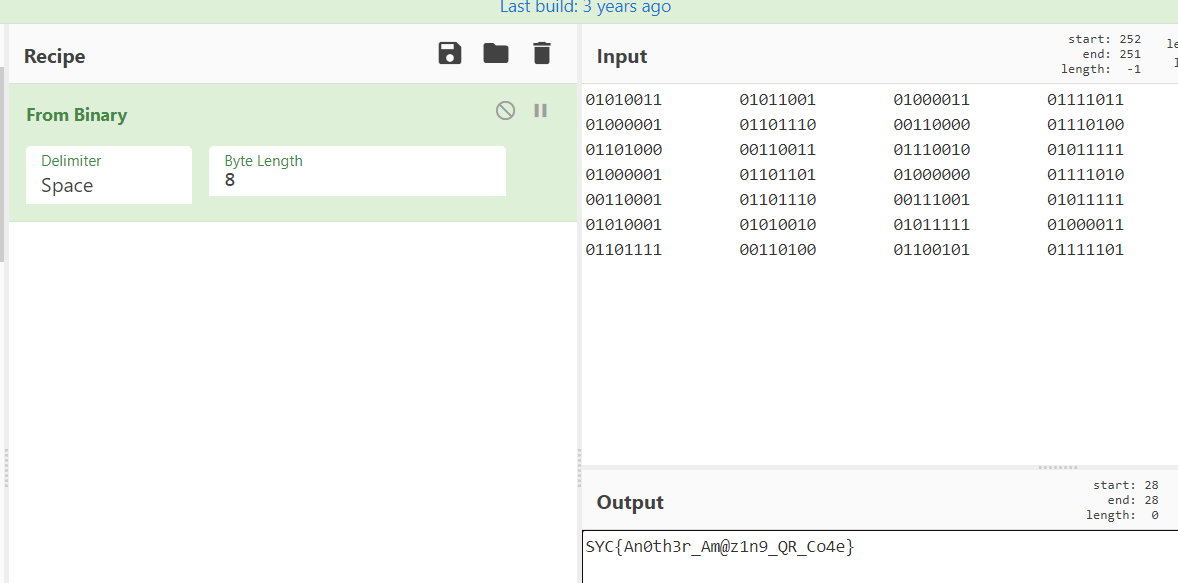 Last build: 3 years ago
Recipe
Input
start: 252
end: 251
length: -1
From Binary
Delimiter
Space
Byte Length
8
01010011 01011001 01000011 01111011
01000001 01101110 00110000 01110100
01101000 00110011 01110010 01011111
01000001 01101101 01000000 01111010
00110001 01101110 00111001 01011111
01010001 01010010 01011111 01000011
01101111 00110100 01100101 01111101
Output
start: 28
end: 28
length: 0
SYC{An0th3r_Am@z1n9_QR_Co4e}